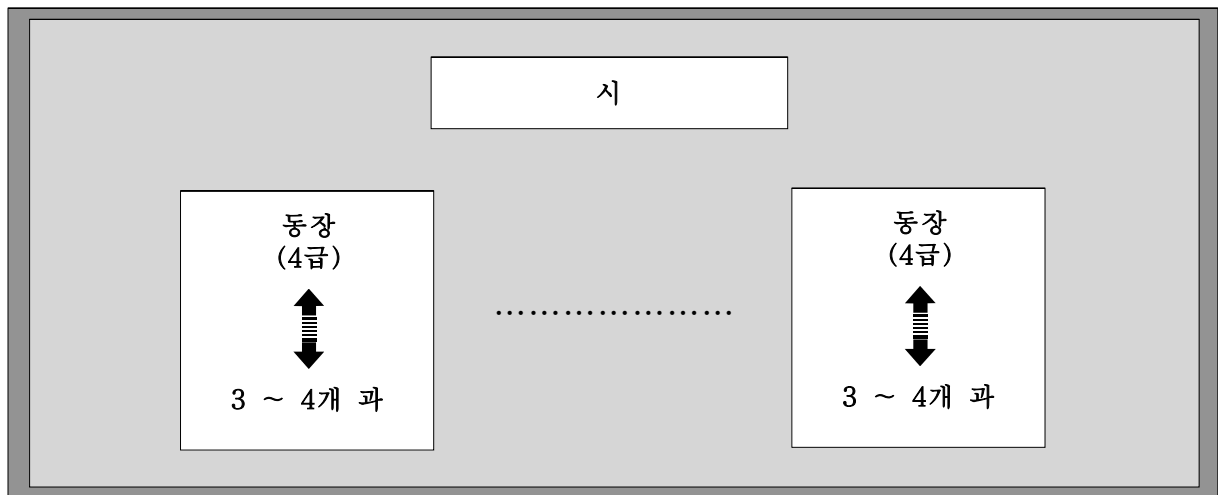 시
동장
(4급)
3 ~ 4개 과
…………………
동장
(4급)
3 ~ 4개 과